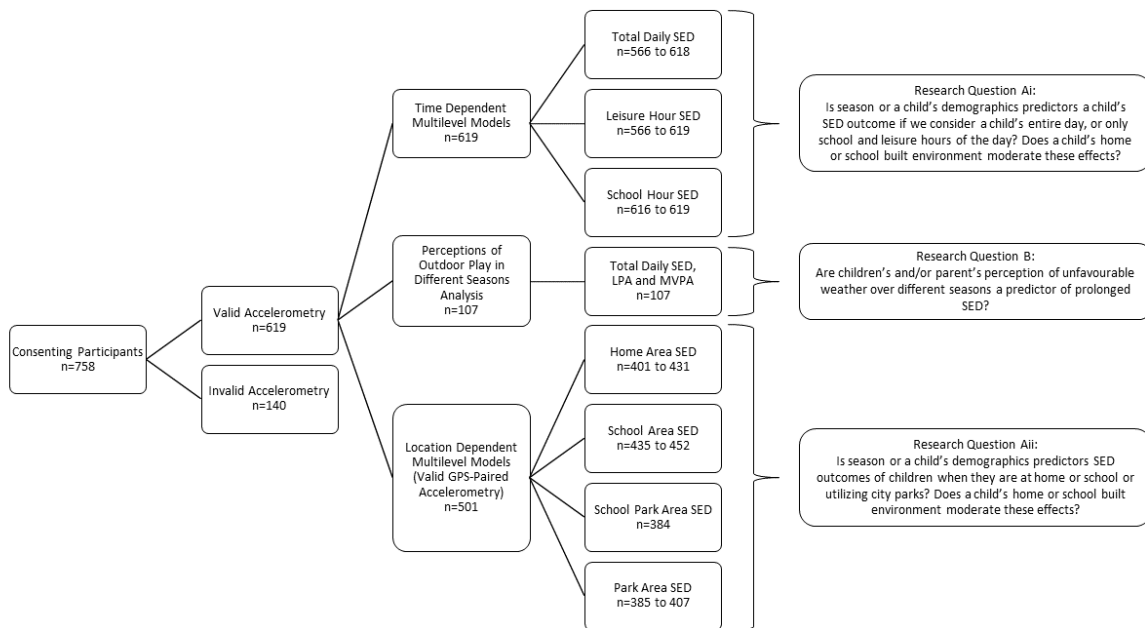 Consenting Participants
n=758
Valid Accelerometry
n=619
Invalid Accelerometry
n=140
Time Dependent
Multilevel Models
n=619
Perceptions of
Outdoor Play in
Different Seasons
Analysis
n=107
Location Dependent
Multilevel Models
(Valid GPS-Paired
Accelerometry)
n=501
Total Daily SED
n=566 to 618
Leisure Hour SED
n=566 to 619
School Hour SED
n=616 to 619
Total Daily SED,
LPA and MVPA
n=107
Home Area SED
n=401 to 431
School Area SED
n=435 to 452
School Park Area SED
n=384
Park Area SED
n=385 to 407
Research Question Ai:
Is season or a child's demographics predictors a child's
SED outcome if we consider a child's entire day, or only
school and leisure hours of the day? Does a child's home
or school built environment moderate these effects?
Research Question B:
Are children's and/or parent's perception of unfavourable
weather over different seasons a predictor of prolonged
SED?
Research Question Aii:
Is season or a child's demographics predictors SED
outcomes of children when they are at home or school or
utilizing city parks? Does a child's home or school built
environment moderate these effects?